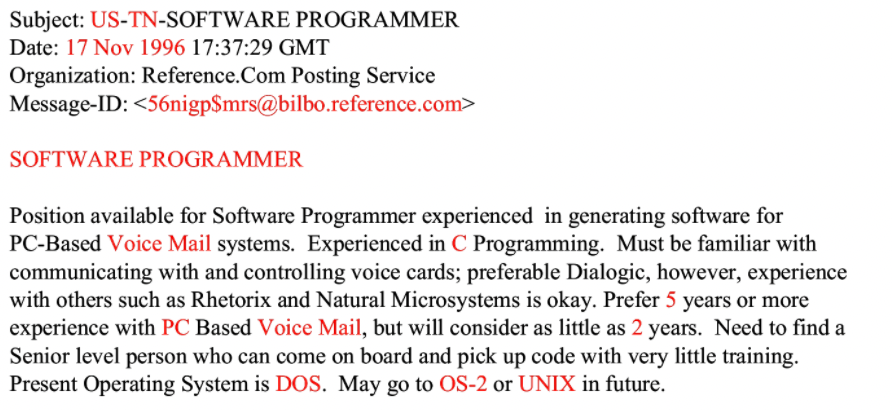 Subject: US-TN-SOFTWARE PROGRAMMER
Date: 17 Nov 1996 17:37:29 GMT
Organization: Reference.Com Posting Service
Message-ID: <56nigp$mrs@bilbo.reference.com>
SOFTWARE PROGRAMMER
Position available for Software Programmer experienced  in generating software for
PC-Based Voice Mail systems.  Experienced in C Programming.  Must be familiar with
communicating with and controlling voice cards; preferable Dialogic, however, experience
with others such as Rhetorix and Natural Microsystems is okay. Prefer 5 years or more
experience with PC Based Voice Mail, but will consider as little as 2 years.  Need to find a
Senior level person who can come on board and pick up code with very little training.
Present Operating System is DOS.  May go to OS-2 or UNIX in future.